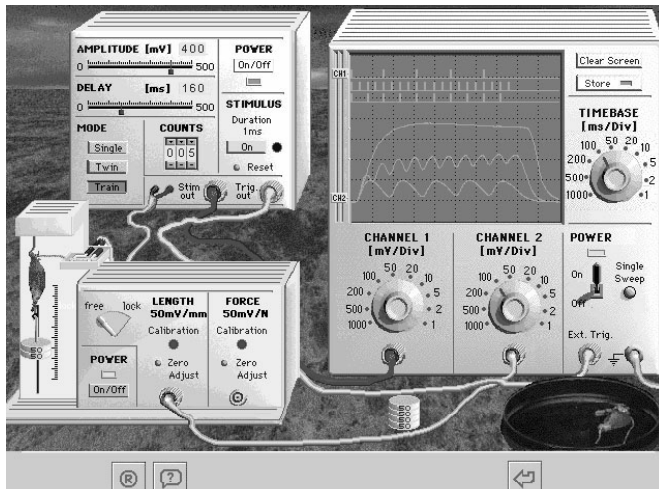 AMPLITUDE [mV] 400
0 500
DELAY [ms] 160
0 500
MODE
Single
Twin
Train
COUNTS
005
POWER
On/Off
STIMULUS
Duration
1ms
On
Reset
Stim
out
Trig.
out
CH1
CH2
Clear Screen
Store
TIMEBASE
[ms/Div]
50
100 20
200 10
500 5
1000 2
1
CHANNEL 1
[mV/Div]
50 20
100 10
200 5
500 2
1000 1
CHANNEL 2
[mV/Div]
50 20
100 10
200 5
500 2
1000 1
POWER
On
Off
Single
Sweep
Ext. Trig.
free lock
LENGTH
50mV/mm
Calibration
Zero
Adjust
FORCE
50mV/N
Calibration
Zero
Adjust
POWER
On/Off
50
50
50
50
50
®
?